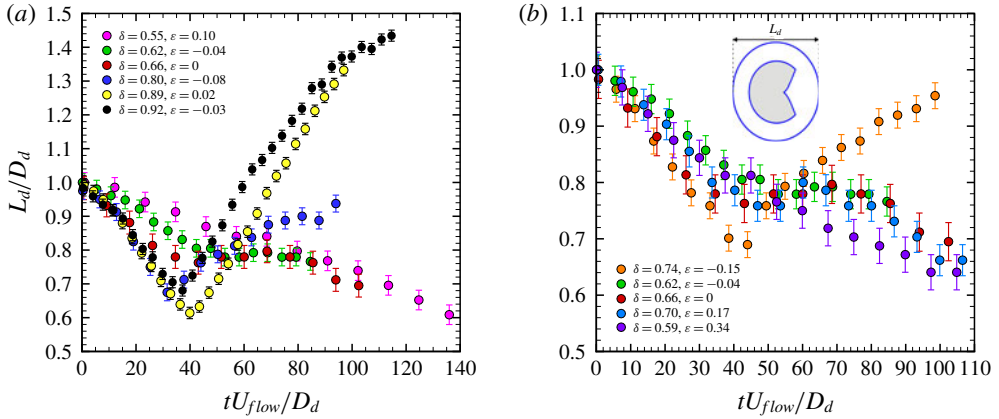 (a)
1.5
1.4
1.3
1.2
1.1
1.0
0.9
0.8
0.7
0.6
0.5
L_d/D_d
δ = 0.55, ε = 0.10
δ = 0.62, ε = −0.04
δ = 0.66, ε = 0
δ = 0.80, ε = −0.08
δ = 0.89, ε = 0.02
δ = 0.92, ε = −0.03
0 20 40 60 80 100 120 140
tU_flow/D_d
(b)
1.1
1.0
0.9
0.8
0.7
0.6
0.5
L_d
δ = 0.74, ε = −0.15
δ = 0.62, ε = −0.04
δ = 0.66, ε = 0
δ = 0.70, ε = 0.17
δ = 0.59, ε = 0.34
0 10 20 30 40 50 60 70 80 90 100 110
tU_flow/D_d